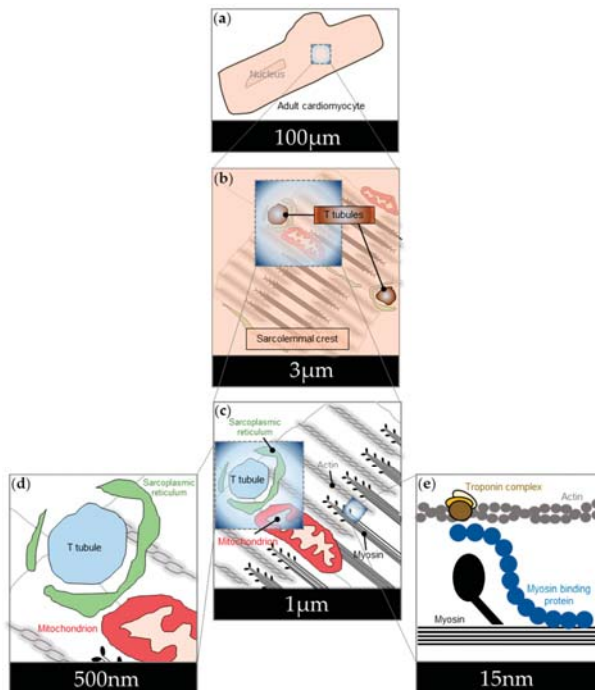 (a)
Nucleus
Adult cardiomyocyte
100µm
(b)
T tubules
Sarcolemmal crest
3µm
(c)
Sarcoplasmic
reticulum
T tubule
Actin
Mitochondrion
Myosin
1µm
(d)
Sarcoplasmic
reticulum
T tubule
Mitochondrion
500nm
(e)
Troponin complex
Actin
Myosin binding
protein
Myosin
15nm